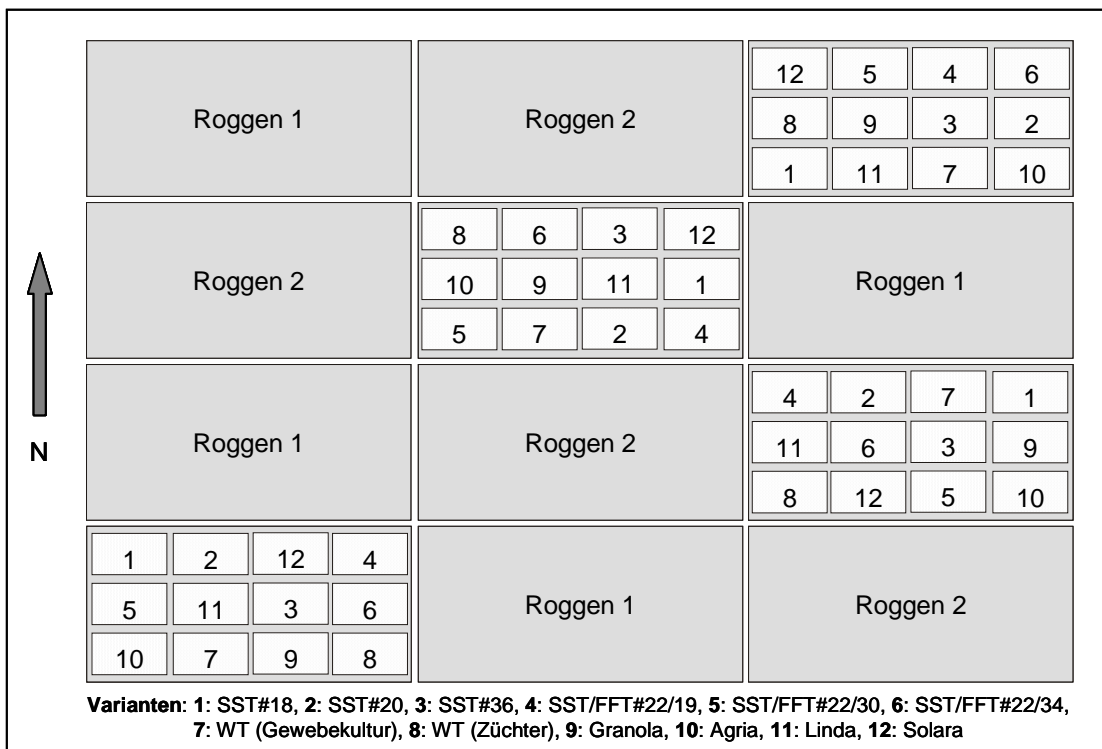 Roggen 1 Roggen 2
12 5 4 6
8 9 3 2
1 11 7 10
Roggen 2
8 6 3 12
10 9 11 1
5 7 2 4
Roggen 1
N
Roggen 1 Roggen 2
4 2 7 1
11 6 3 9
8 12 5 10
1 2 12 4
5 11 3 6
10 7 9 8
Roggen 1 Roggen 2
Varianten: 1: SST#18, 2: SST#20, 3: SST#36, 4: SST/FFT#22/19, 5: SST/FFT#22/30, 6: SST/FFT#22/34,
7: WT (Gewebekultur), 8: WT (Züchter), 9: Granola, 10: Agria, 11: Linda, 12: Solara